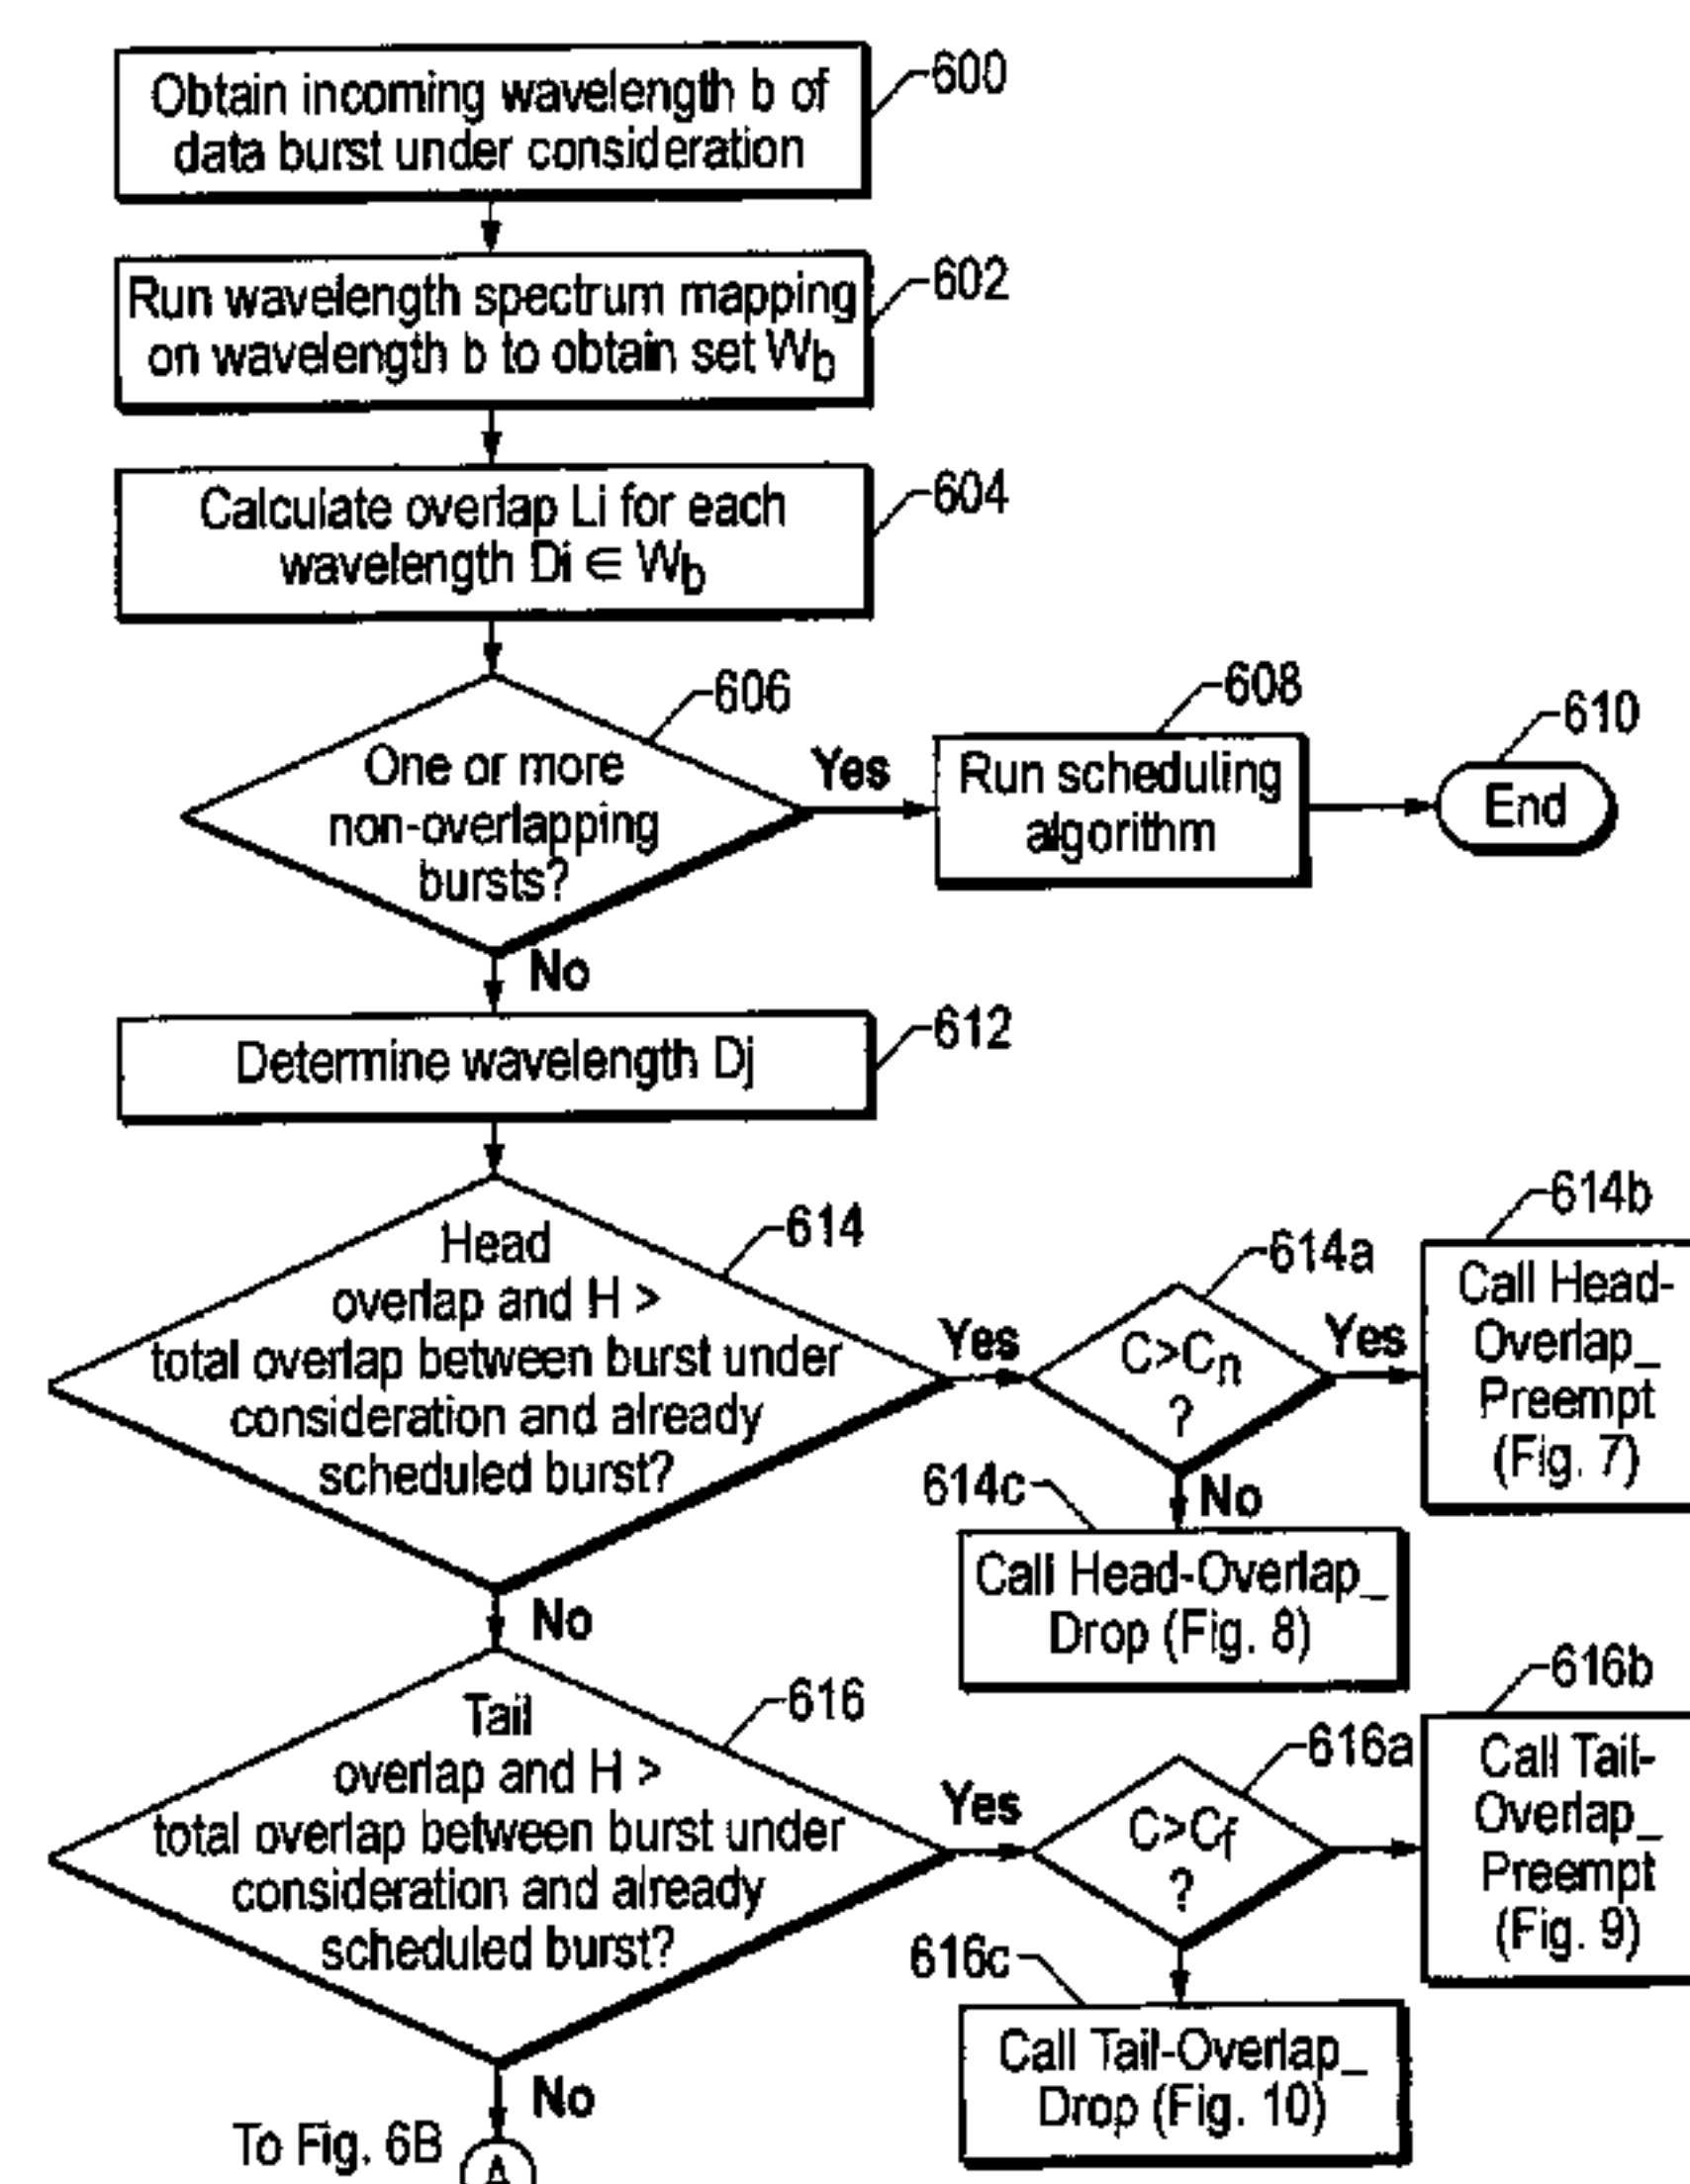 600
Obtain incoming wavelength b of
data burst under consideration
602
Run wavelength spectrum mapping
on wavelength b to obtain set Wb
604
Calculate overlap Li for each
wavelength Di ∈ Wb
606
One or more
non-overlapping
bursts?
Yes
608
Run scheduling
algorithm
610
End
No
612
Determine wavelength Dj
614
Head
overlap and H >
total overlap between burst under
consideration and already
scheduled burst?
Yes
614a
C>Cn
?
Yes
614b
Call Head-
Overlap_
Preempt
(Fig. 7)
No
614c
Call Head-Overlap_
Drop (Fig. 8)
No
616
Tail
overlap and H >
total overlap between burst under
consideration and already
scheduled burst?
Yes
616a
C>Cf
?
616b
Call Tail-
Overlap_
Preempt
(Fig. 9)
616c
Call Tail-Overlap_
Drop (Fig. 10)
No
To Fig. 6B
A